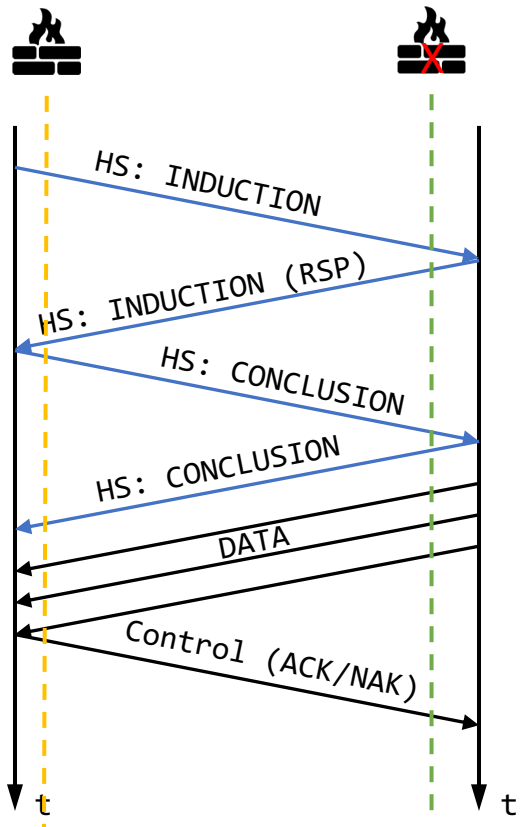 HS: INDUCTION
HS: INDUCTION (RSP)
HS: CONCLUSION
HS: CONCLUSION
DATA
Control (ACK/NAK)
t
t